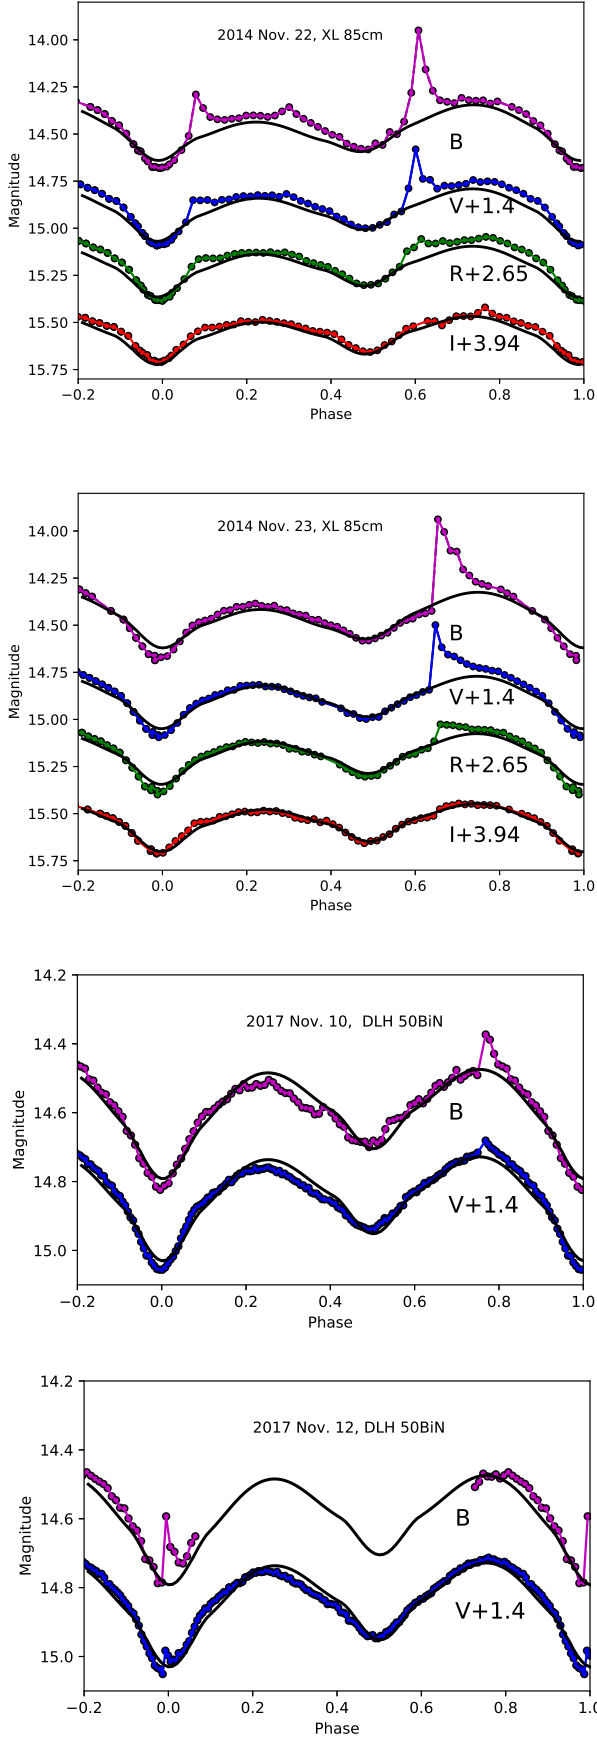 2014 Nov. 22, XL 85cm
14.00
14.25
14.50
14.75
15.00
15.25
15.50
15.75
Magnitude
B
V+1.4
R+2.65
I+3.94
−0.2 0.0 0.2 0.4 0.6 0.8 1.0
Phase
2014 Nov. 23, XL 85cm
14.00
14.25
14.50
14.75
15.00
15.25
15.50
15.75
Magnitude
B
V+1.4
R+2.65
I+3.94
−0.2 0.0 0.2 0.4 0.6 0.8 1.0
Phase
2017 Nov. 10, DLH 50BiN
14.2
14.4
14.6
14.8
15.0
Magnitude
B
V+1.4
−0.2 0.0 0.2 0.4 0.6 0.8 1.0
Phase
2017 Nov. 12, DLH 50BiN
14.2
14.4
14.6
14.8
15.0
Magnitude
B
V+1.4
−0.2 0.0 0.2 0.4 0.6 0.8 1.0
Phase